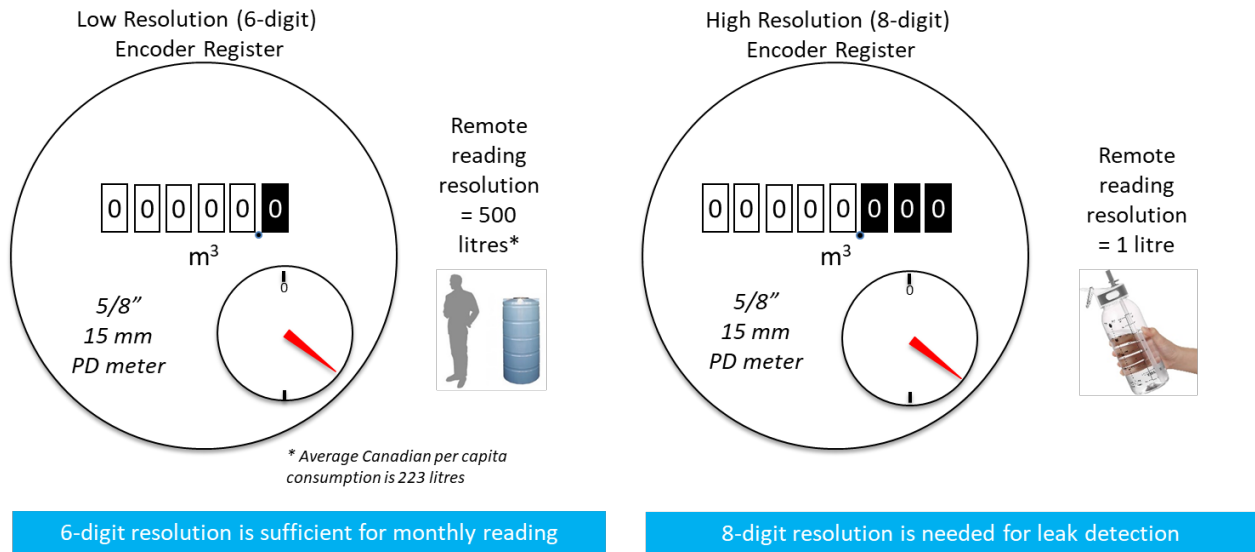 Low Resolution (6-digit)
Encoder Register
0 0 0 0 0 0
m³
0
5/8”
15 mm
PD meter
Remote
reading
resolution
= 500
litres*
* Average Canadian per capita
consumption is 223 litres
6-digit resolution is sufficient for monthly reading
High Resolution (8-digit)
Encoder Register
0 0 0 0 0 0 0 0
m³
0
5/8”
15 mm
PD meter
Remote
reading
resolution
= 1 litre
8-digit resolution is needed for leak detection